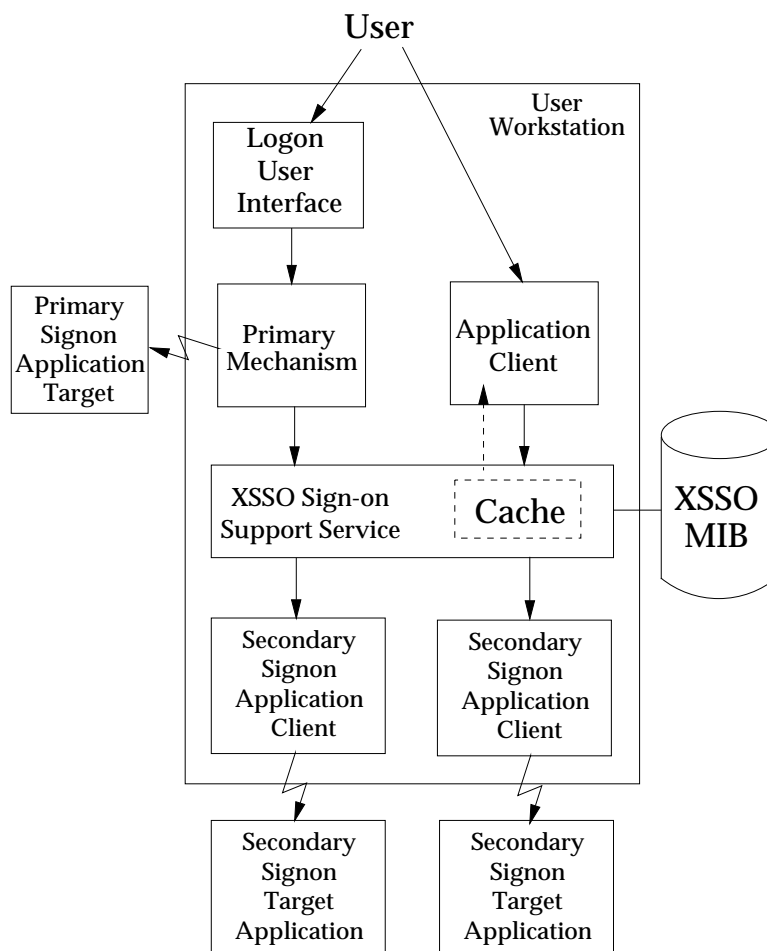 User
User
Workstation
Logon
User
Interface
Primary
Signon
Application
Target
Primary
Mechanism
Application
Client
XSSO Sign-on
Support Service
Cache
XSSO
MIB
Secondary
Signon
Application
Client
Secondary
Signon
Application
Client
Secondary
Signon
Target
Application
Secondary
Signon
Target
Application